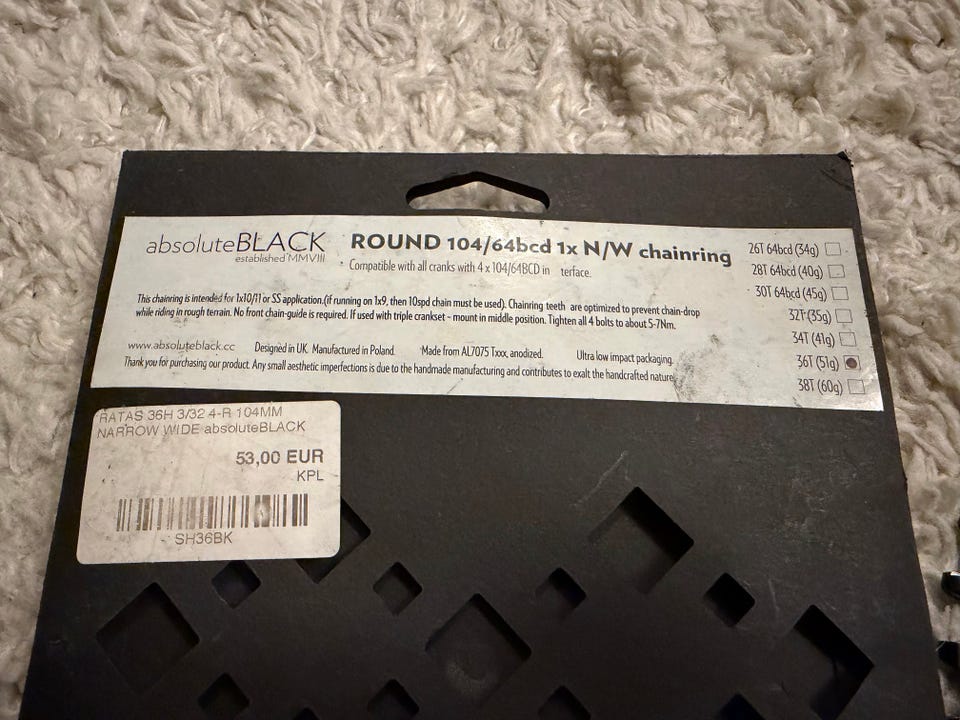 absoluteBLACK
established MMVIII
ROUND 104/64bcd 1x N/W chainring
Compatible with all cranks with 4 x 104/64BCD in terface.
This chainring is intended for 1x10/11 or SS application.(if running on 1x9, then 10spd chain must be used). Chainring teeth are optimized to prevent chain-drop
while riding in rough terrain. No front chain-guide is required. If used with triple crankset - mount in middle position. Tighten all 4 bolts to about 5-7Nm.
www.absoluteblack.cc Designed in UK. Manufactured in Poland. Made from AL7075 Txxx, anodized. Ultra low impact packaging.
Thank you for purchasing our product. Any small aesthetic imperfections is due to the handmade manufacturing and contributes to exalt the handcrafted nature
26T 64bcd (34g)
28T 64bcd (40g)
30T 64bcd (45g)
32T (35g)
34T (41g)
36T (51g)
38T (60g)
RATAS 36H 3/32 4-R 104MM
NARROW WIDE absoluteBLACK
53,00 EUR
KPL
SH36BK